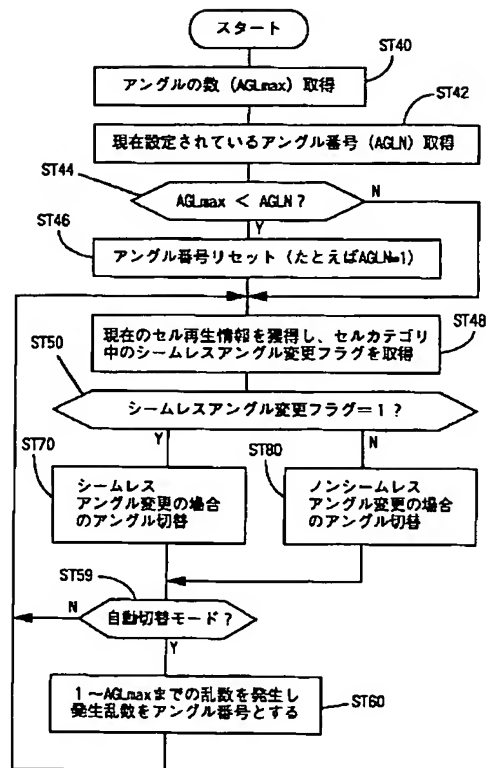 スタート
ST40
アングルの数 (AGLmax) 取得
ST42
現在設定されているアングル番号 (AGLN) 取得
ST44
AGLmax < AGLN ?
N
Y
ST46
アングル番号リセット (たとえばAGLN=1)
ST48
現在のセル再生情報を獲得し、セルカテゴリ
中のシームレスアングル変更フラグを取得
ST50
シームレスアングル変更フラグ=1 ?
Y
N
ST70
シームレス
アングル変更の場合
のアングル切替
ST80
ノンシームレス
アングル変更の場合
のアングル切替
ST59
N
自動切替モード?
Y
1~AGLmaxまでの乱数を発生し
発生乱数をアングル番号とする
ST60